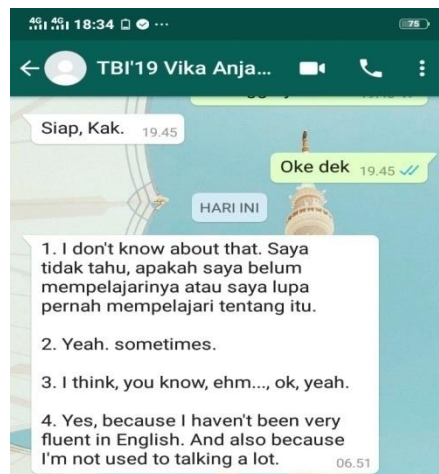 4G 4G 18:34
75
TBI'19 Vika Anja...
Siap, Kak. 19.45
Oke dek 19.45
HARI INI
1. I don't know about that. Saya
tidak tahu, apakah saya belum
mempelajarinya atau saya lupa
pernah mempelajari tentang itu.
2. Yeah. sometimes.
3. I think, you know, ehm..., ok, yeah.
4. Yes, because I haven't been very
fluent in English. And also because
I'm not used to talking a lot. 06.51